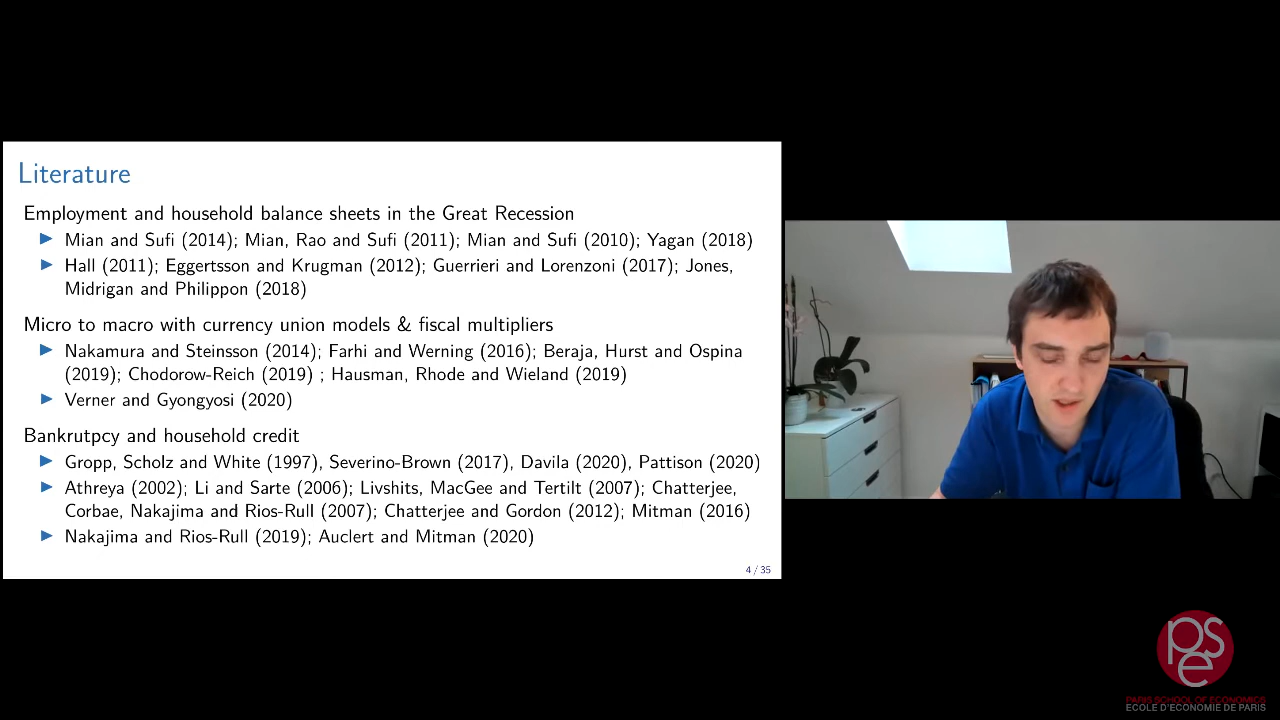 Literature
Employment and household balance sheets in the Great Recession
Mian and Sufi (2014); Mian, Rao and Sufi (2011); Mian and Sufi (2010); Yagan (2018)
Hall (2011); Eggertsson and Krugman (2012); Guerrieri and Lorenzoni (2017); Jones,
Midrigan and Philippon (2018)
Micro to macro with currency union models & fiscal multipliers
Nakamura and Steinsson (2014); Farhi and Werning (2016); Beraja, Hurst and Ospina
(2019); Chodorow-Reich (2019) ; Hausman, Rhode and Wieland (2019)
Verner and Gyongyosi (2020)
Bankrutpcy and household credit
Gropp, Scholz and White (1997), Severino-Brown (2017), Davila (2020), Pattison (2020)
Athreya (2002); Li and Sarte (2006); Livshits, MacGee and Tertilt (2007); Chatterjee,
Corbae, Nakajima and Rios-Rull (2007); Chatterjee and Gordon (2012); Mitman (2016)
Nakajima and Rios-Rull (2019); Auclert and Mitman (2020)
4 / 35
pse
PARIS SCHOOL OF ECONOMICS
ECOLE D'ECONOMIE DE PARIS